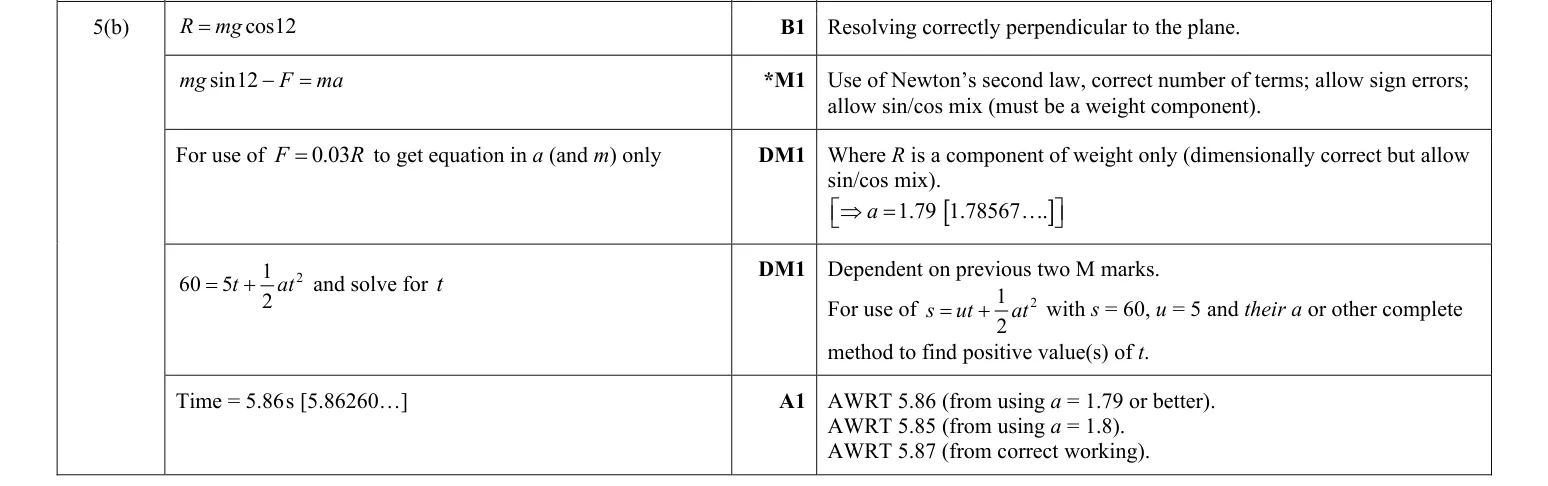 5(b) R = mg cos12 B1 Resolving correctly perpendicular to the plane.
mg sin12 − F = ma *M1 Use of Newton’s second law, correct number of terms; allow sign errors;
allow sin/cos mix (must be a weight component).
For use of F = 0.03R to get equation in a (and m) only DM1 Where R is a component of weight only (dimensionally correct but allow
sin/cos mix).
[⇒ a = 1.79 [1.78567….]]
60 = 5t + 1/2 at² and solve for t DM1 Dependent on previous two M marks.
For use of s = ut + 1/2 at² with s = 60, u = 5 and their a or other complete
method to find positive value(s) of t.
Time = 5.86s [5.86260…] A1 AWRT 5.86 (from using a = 1.79 or better).
AWRT 5.85 (from using a = 1.8).
AWRT 5.87 (from correct working).